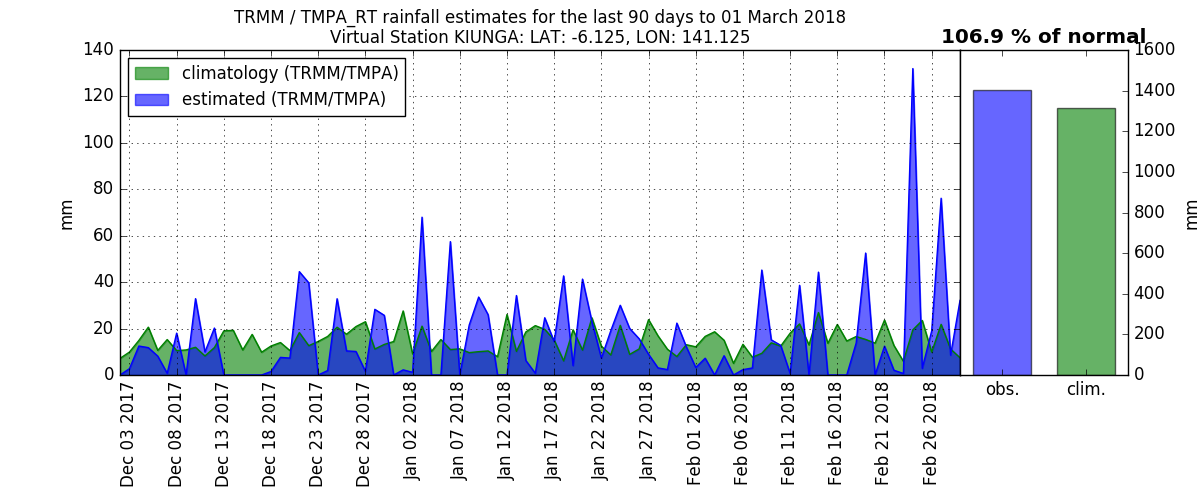 TRMM / TMPA_RT rainfall estimates for the last 90 days to 01 March 2018
Virtual Station KIUNGA: LAT: -6.125, LON: 141.125
106.9 % of normal
climatology (TRMM/TMPA)
estimated (TRMM/TMPA)
mm
140
120
100
80
60
40
20
0
Dec 03 2017
Dec 08 2017
Dec 13 2017
Dec 18 2017
Dec 23 2017
Dec 28 2017
Jan 02 2018
Jan 07 2018
Jan 12 2018
Jan 17 2018
Jan 22 2018
Jan 27 2018
Feb 01 2018
Feb 06 2018
Feb 11 2018
Feb 16 2018
Feb 21 2018
Feb 26 2018
obs.
clim.
1600
1400
1200
1000
800
600
400
200
0
mm